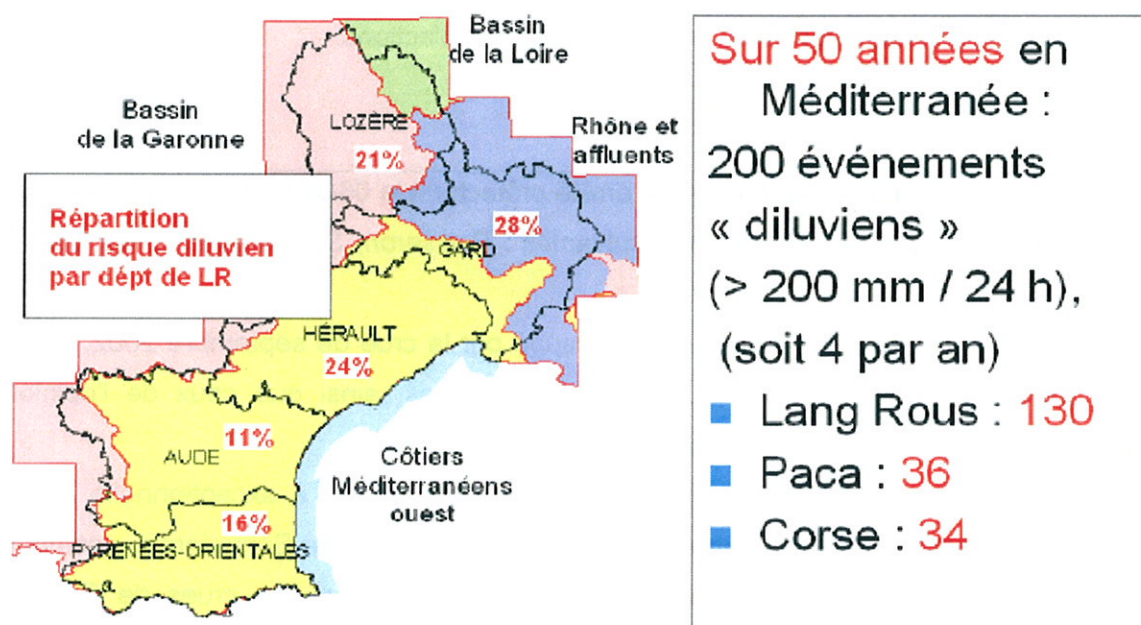 Bassin
de la Loire
Bassin
de la Garonne
LOZÈRE
Rhône et
affluents
21%
28%
GARD
Répartition
du risque diluvien
par dépt de LR
HÉRAULT
24%
11%
AUDE
Côtiers
Méditerranéens
ouest
16%
PYRENÉES-ORIENTALES
Sur 50 années en
Méditerranée :
200 événements
« diluviens »
(> 200 mm / 24 h),
(soit 4 par an)
Lang Rous : 130
Paca : 36
Corse : 34